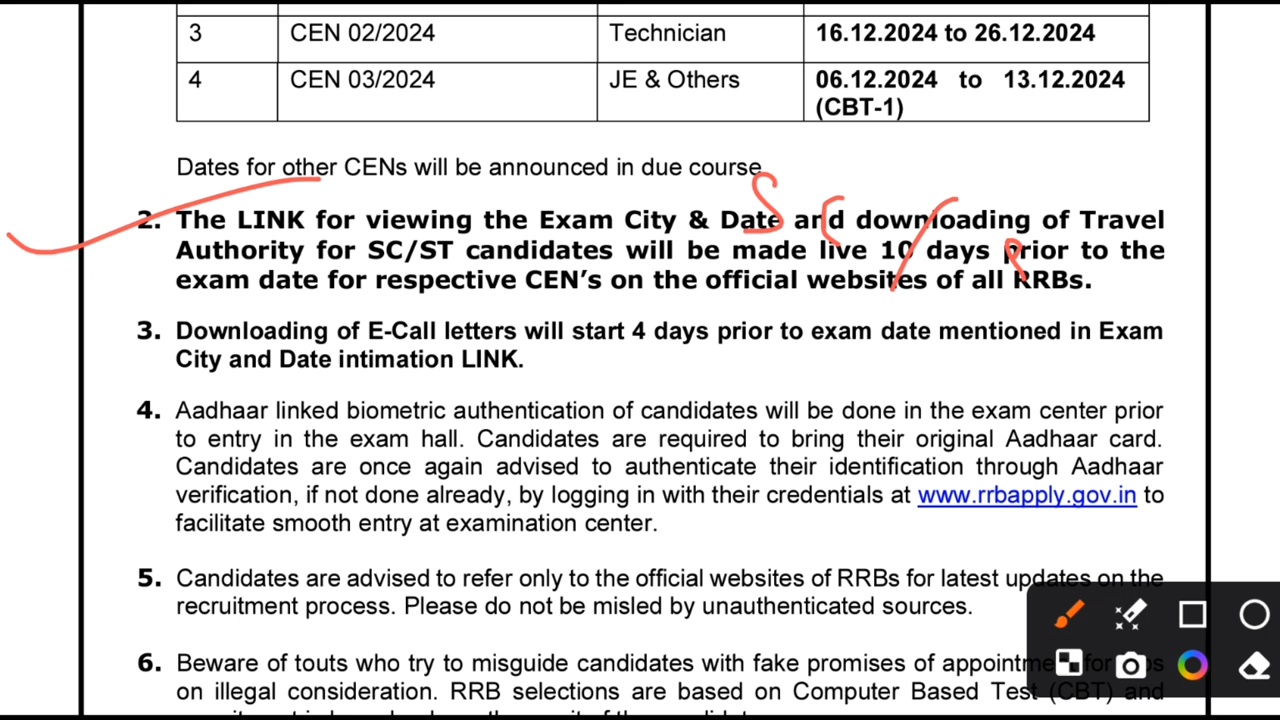 3 CEN 02/2024 Technician 16.12.2024 to 26.12.2024
4 CEN 03/2024 JE & Others 06.12.2024 to 13.12.2024
(CBT-1)
Dates for other CENs will be announced in due course
2. The LINK for viewing the Exam City & Date and downloading of Travel
Authority for SC/ST candidates will be made live 10 days prior to the
exam date for respective CEN's on the official websites of all RRBs.
3. Downloading of E-Call letters will start 4 days prior to exam date mentioned in Exam
City and Date intimation LINK.
4. Aadhaar linked biometric authentication of candidates will be done in the exam center prior
to entry in the exam hall. Candidates are required to bring their original Aadhaar card.
Candidates are once again advised to authenticate their identification through Aadhaar
verification, if not done already, by logging in with their credentials at www.rrbapply.gov.in to
facilitate smooth entry at examination center.
5. Candidates are advised to refer only to the official websites of RRBs for latest updates on the
recruitment process. Please do not be misled by unauthenticated sources.
6. Beware of touts who try to misguide candidates with fake promises of appointment for
on illegal consideration. RRB selections are based on Computer Based Test (CBT) and